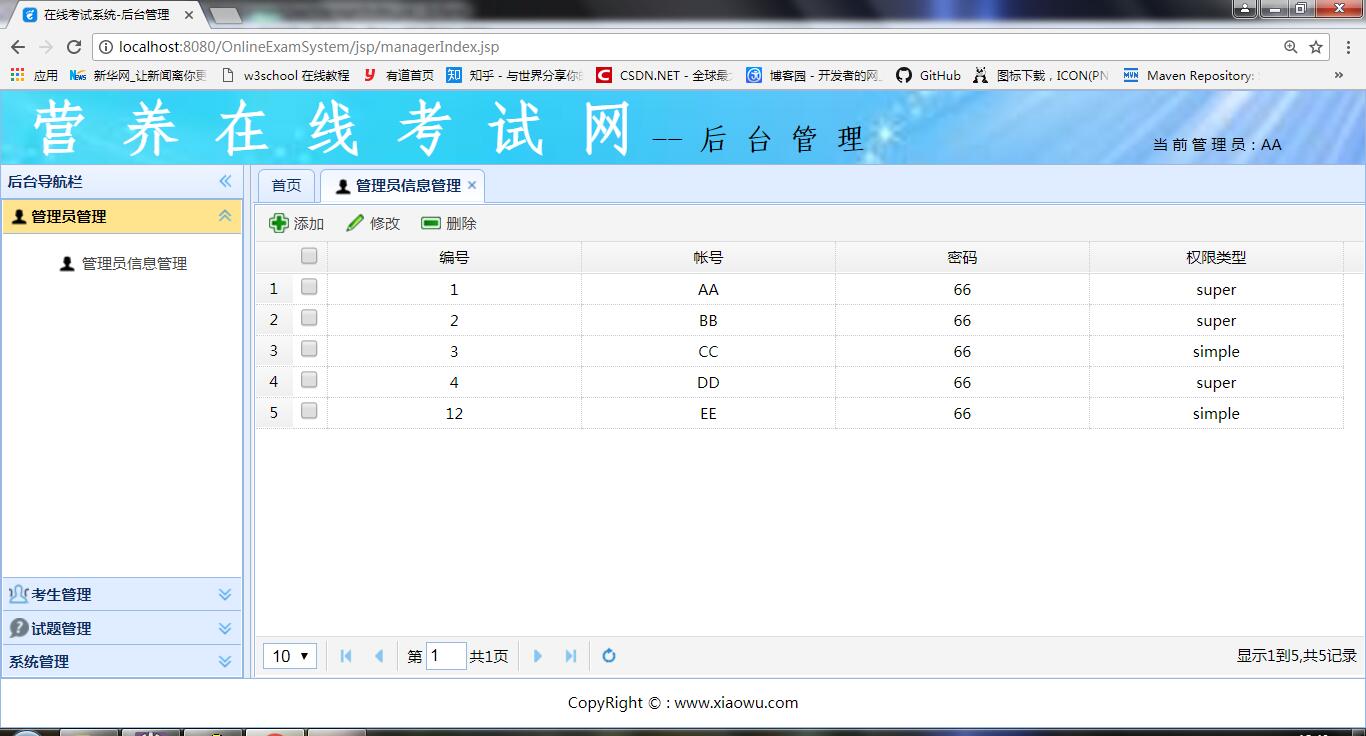 在线考试系统-后台管理
localhost:8080/OnlineExamSystem/jsp/managerIndex.jsp
应用 新华网_让新闻离你更 w3school 在线教程 有道首页 知乎 - 与世界分享你 CSDN.NET - 全球最 博客园 - 开发者的网 GitHub 图标下载，ICON(PN Maven Repository:
营养在线考试网 -- 后台管理
当前管理员：AA
后台导航栏
管理员管理
管理员信息管理
考生管理
试题管理
系统管理
首页 管理员信息管理
添加 修改 删除
编号 帐号 密码 权限类型
1 1 AA 66 super
2 2 BB 66 super
3 3 CC 66 simple
4 4 DD 66 super
5 12 EE 66 simple
10 第 1 共1页 显示1到5,共5记录
CopyRight © : www.xiaowu.com